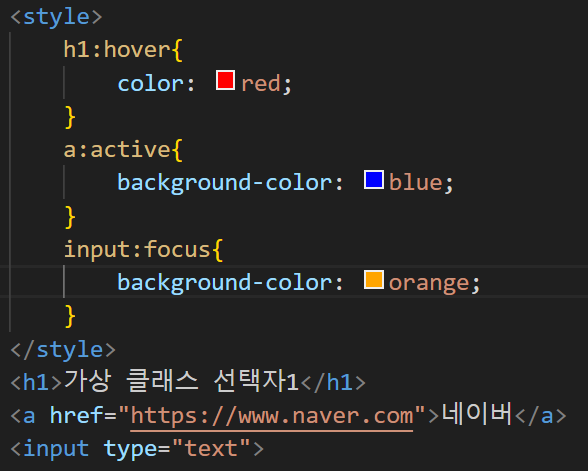 <style>
h1:hover{
color: red;
}
a:active{
background-color: blue;
}
input:focus{
background-color: orange;
}
</style>
<h1>가상 클래스 선택자1</h1>
<a href="https://www.naver.com">네이버</a>
<input type="text">